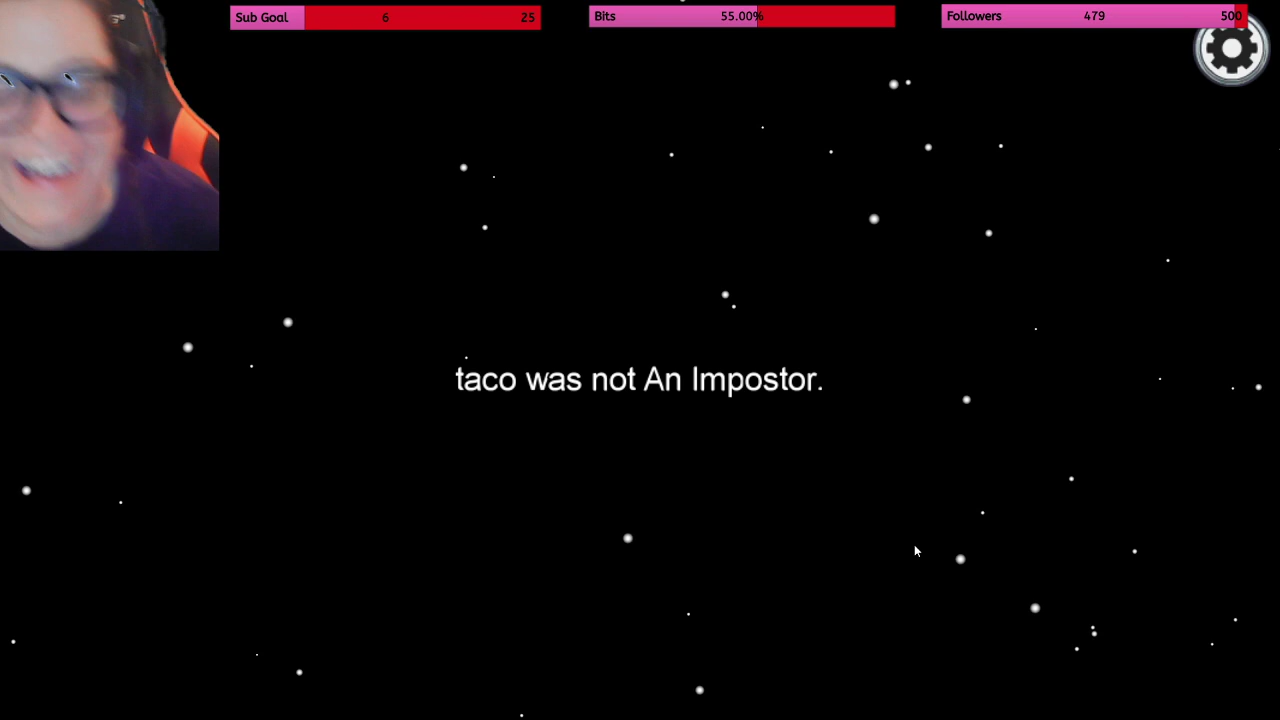 Sub Goal 6 25
Bits 55.00%
Followers 479 500
taco was not An Impostor.